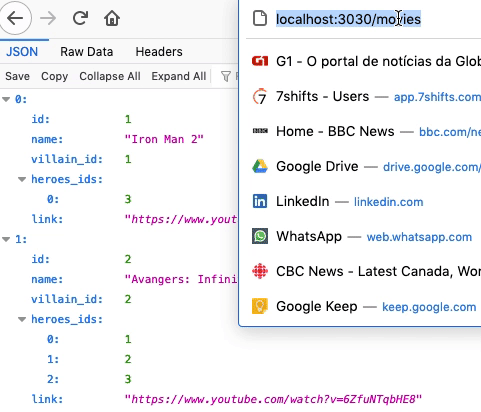 localhost:3030/movies
JSON Raw Data Headers
Save Copy Collapse All Expand All
G1 - O portal de notícias da Glob
7shifts - Users — app.7shifts.com
BBC Home - BBC News — bbc.com/ne
Google Drive — drive.google.com/
LinkedIn — linkedin.com
WhatsApp — web.whatsapp.com
CBC News - Latest Canada, Wor
Google Keep — keep.google.com
0:
id: 1
name: "Iron Man 2"
villain_id: 1
heroes_ids:
0: 3
link: "https://www.yout
1:
id: 2
name: "Avangers: Infini
villain_id: 2
heroes_ids:
0: 1
1: 2
2: 3
link: "https://www.youtube.com/watch?v=6ZfuNTqbHE8"